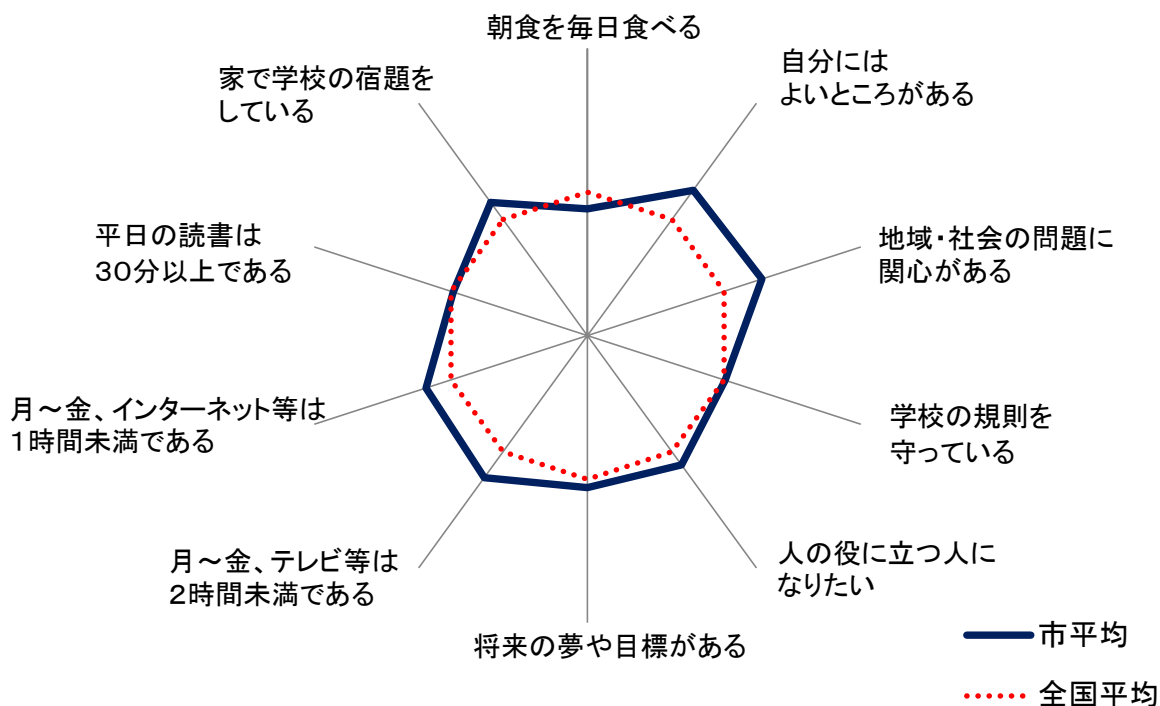 朝食を毎日食べる
自分には
よいところがある
地域・社会の問題に
関心がある
学校の規則を
守っている
人の役に立つ人に
なりたい
将来の夢や目標がある
月～金、テレビ等は
２時間未満である
月～金、インターネット等は
１時間未満である
平日の読書は
３０分以上である
家で学校の宿題を
している
市平均
全国平均